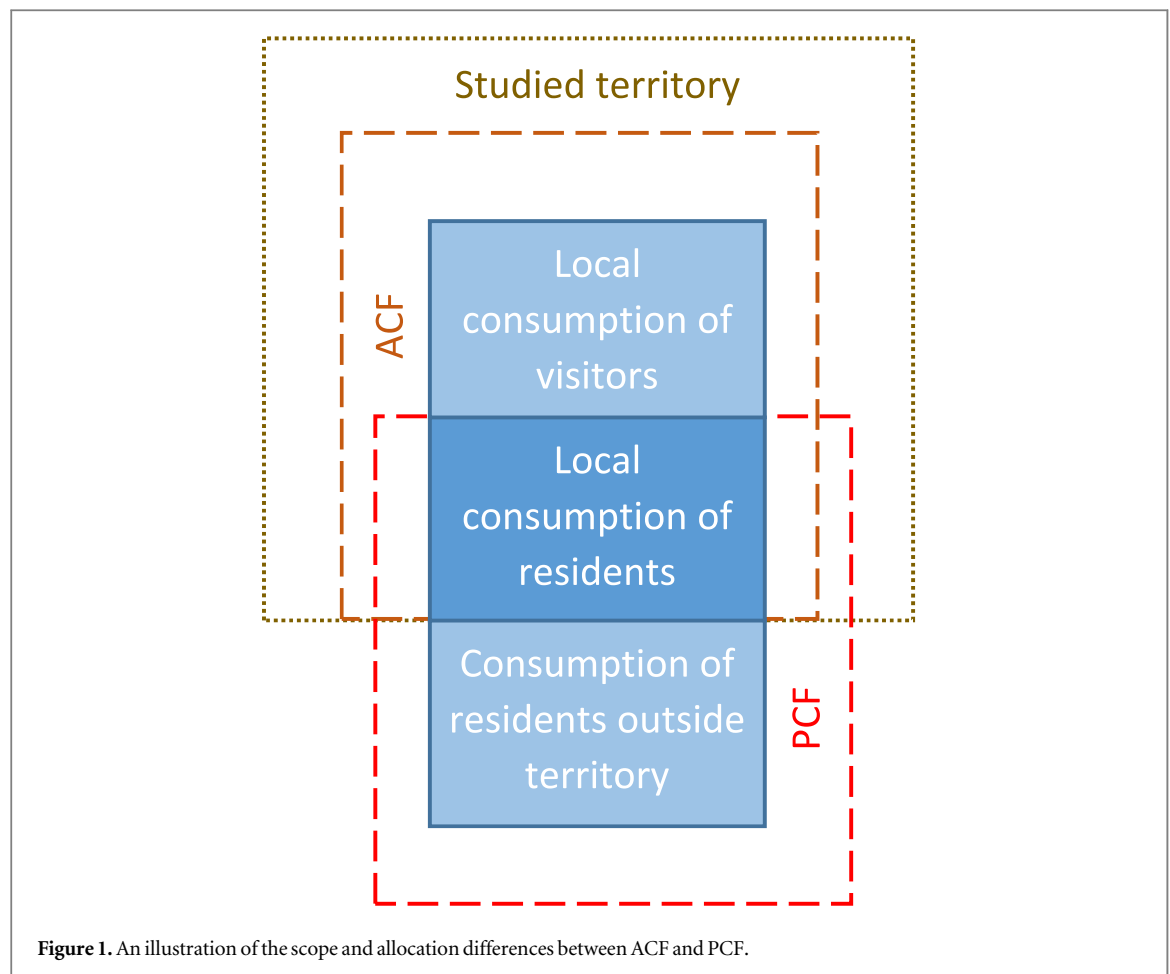 Studied territory
ACF
Local
consumption of
visitors
Local
consumption of
residents
Consumption of
residents outside
territory
PCF
Figure 1. An illustration of the scope and allocation differences between ACF and PCF.